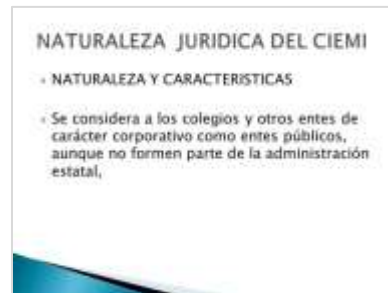 NATURALEZA JURIDICA DEL CIEMI
NATURALEZA Y CARACTERISTICAS
Se considera a los colegios y otros entes de
carácter corporativo como entes públicos,
aunque no formen parte de la administración
estatal,